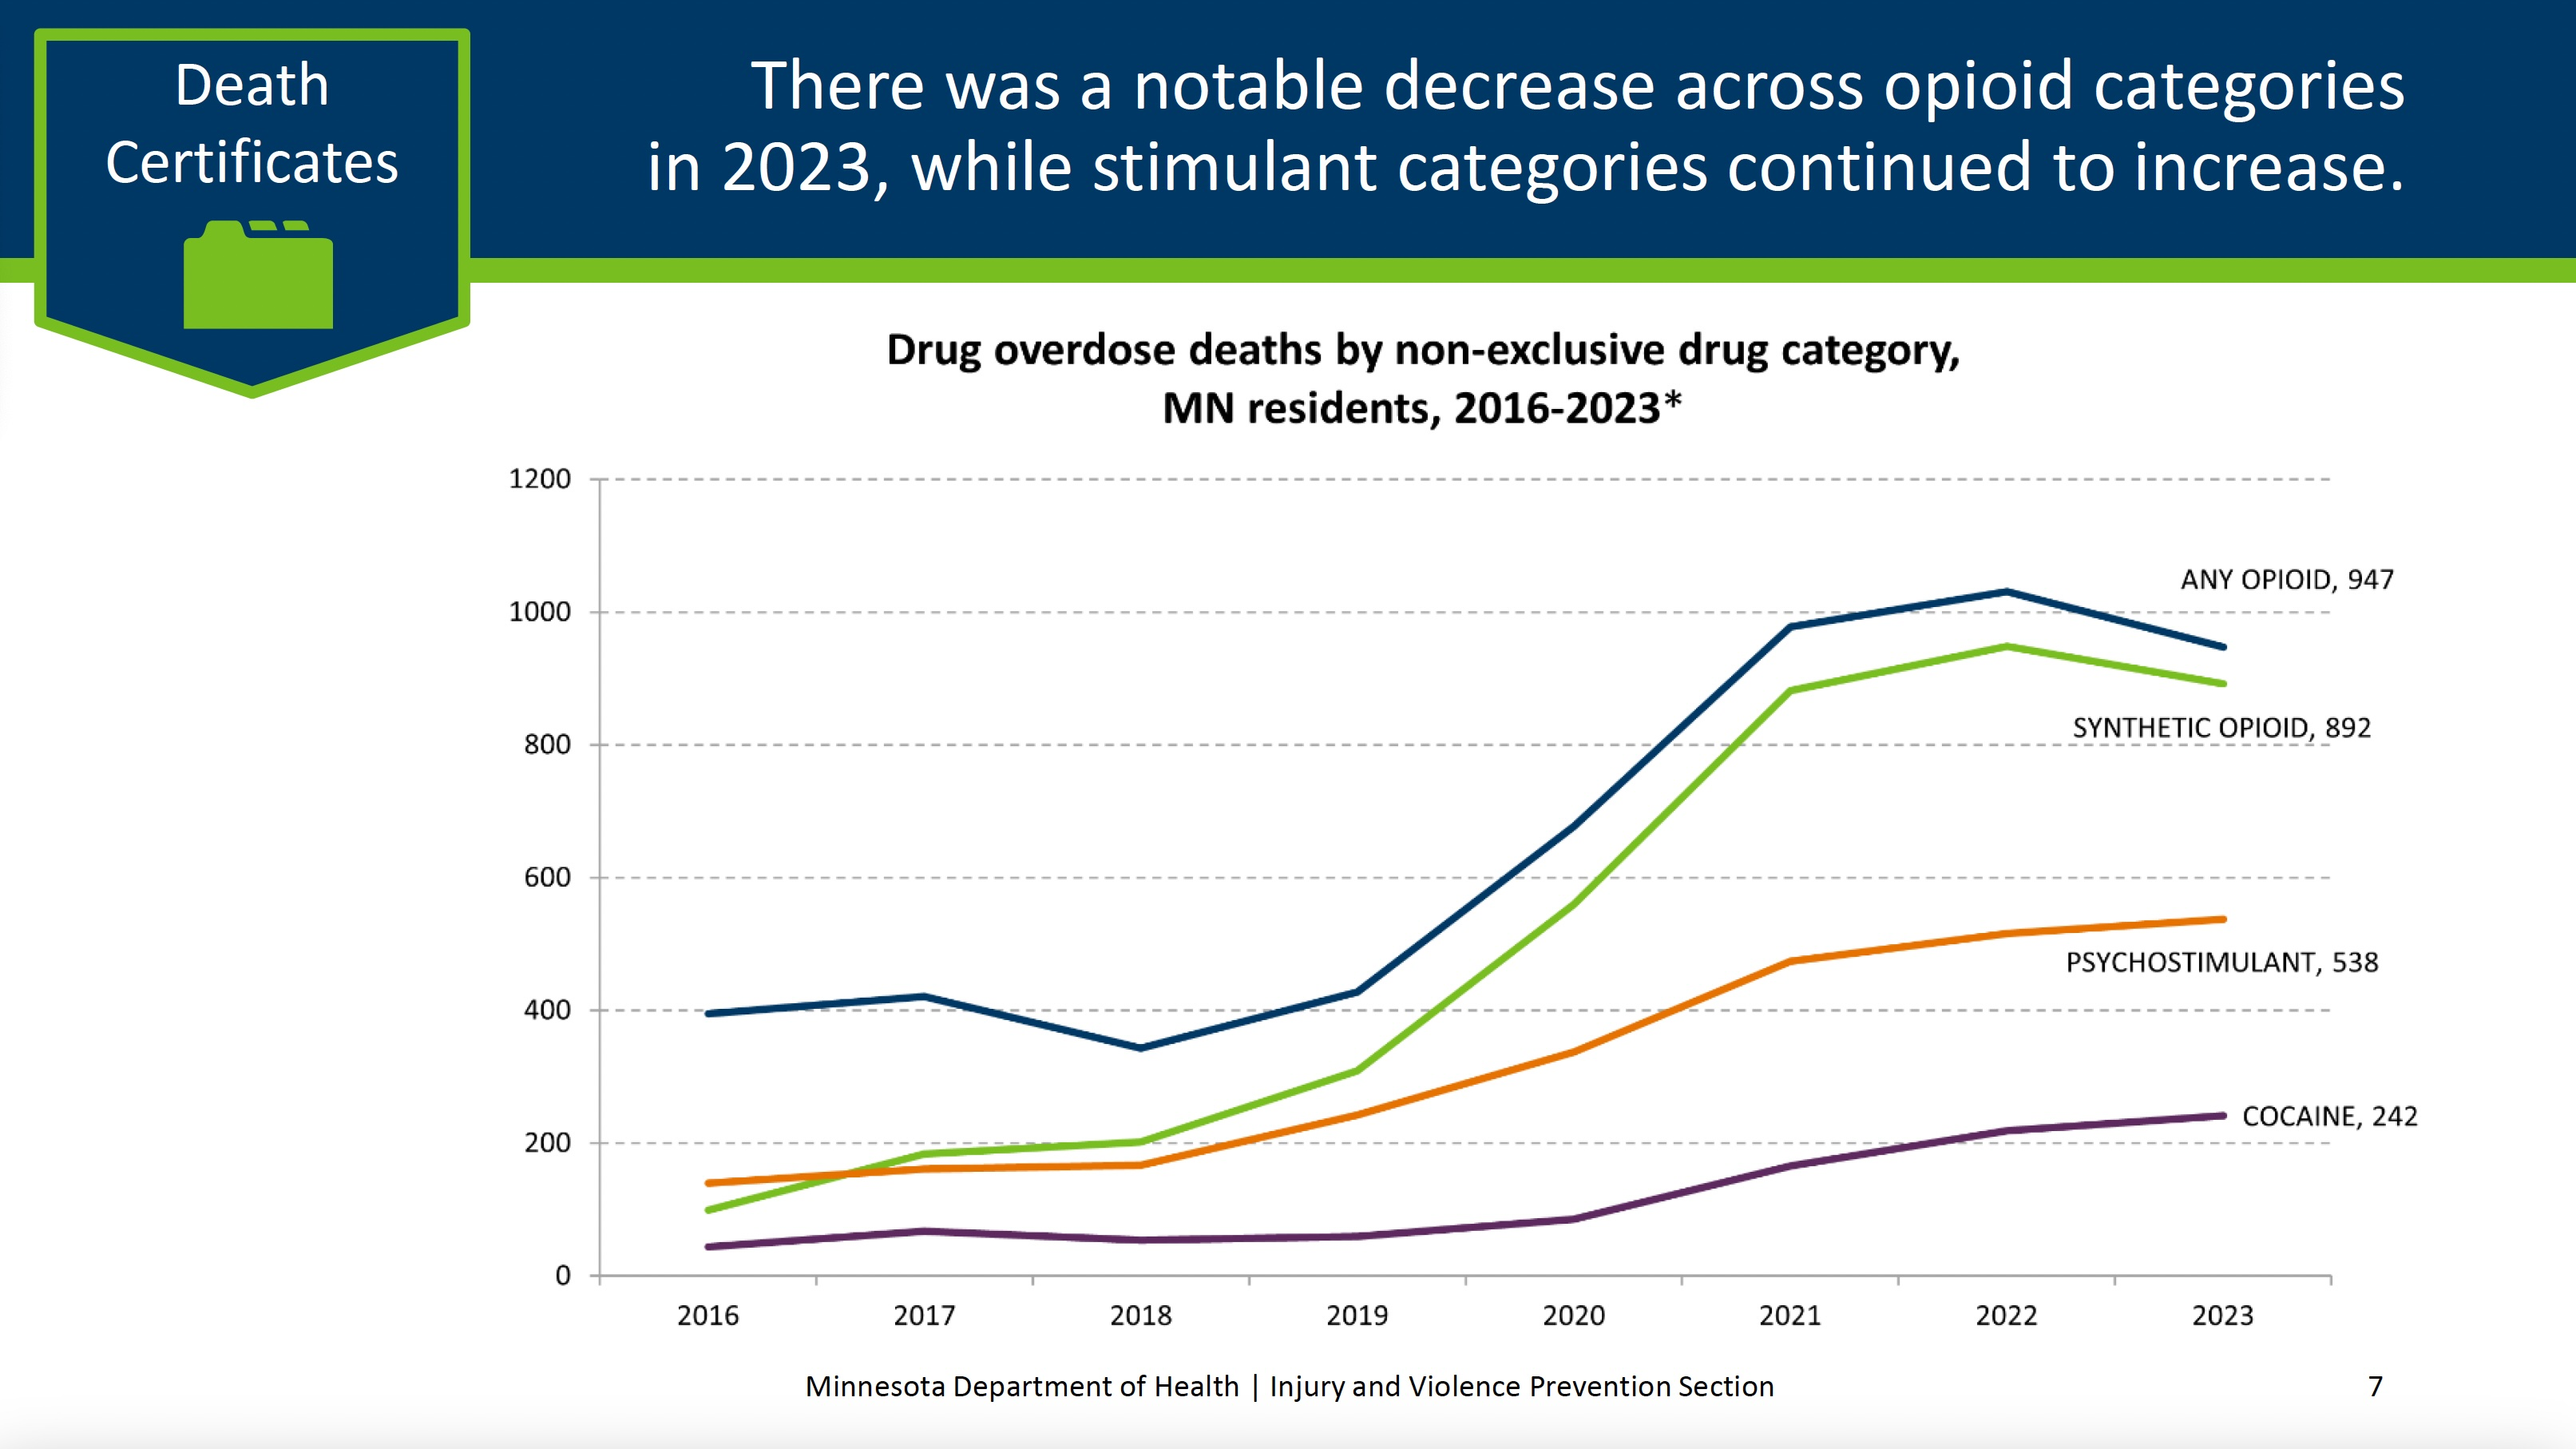 Death
Certificates
There was a notable decrease across opioid categories
in 2023, while stimulant categories continued to increase.
Drug overdose deaths by non-exclusive drug category,
MN residents, 2016-2023*
1200
1000
800
600
400
200
0
ANY OPIOID, 947
SYNTHETIC OPIOID, 892
PSYCHOSTIMULANT, 538
COCAINE, 242
2016 2017 2018 2019 2020 2021 2022 2023
Minnesota Department of Health | Injury and Violence Prevention Section
7